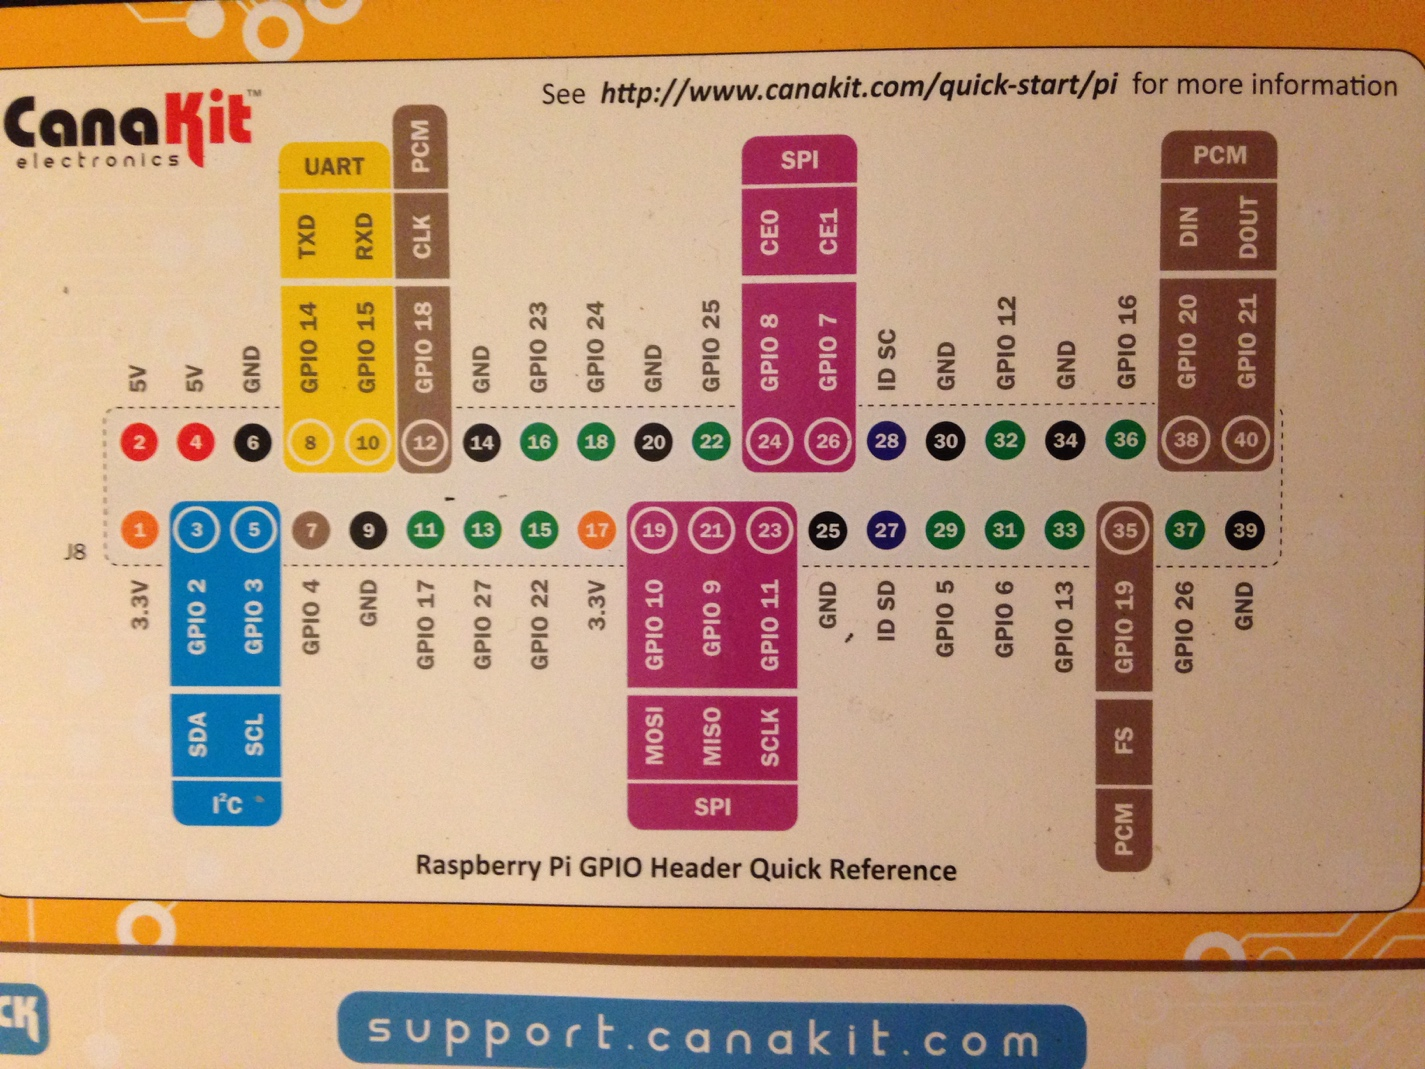 CanaKit™
electronics
See http://www.canakit.com/quick-start/pi for more information
UART
PCM
SPI
PCM
TXD RXD CLK CE0 CE1 DIN DOUT
5V 5V GND GPIO 14 GPIO 15 GPIO 18 GND GPIO 23 GPIO 24 GND GPIO 25 GPIO 8 GPIO 7 ID SC GND GPIO 12 GND GPIO 16 GPIO 20 GPIO 21
2 4 6 8 10 12 14 16 18 20 22 24 26 28 30 32 34 36 38 40
1 3 5 7 9 11 13 15 17 19 21 23 25 27 29 31 33 35 37 39
J8
3.3V GPIO 2 GPIO 3 GPIO 4 GND GPIO 17 GPIO 27 GPIO 22 3.3V GPIO 10 GPIO 9 GPIO 11 GND ID SD GPIO 5 GPIO 6 GPIO 13 GPIO 19 GPIO 26 GND
SDA SCL MOSI MISO SCLK FS
I²C
SPI
PCM
Raspberry Pi GPIO Header Quick Reference
support.canakit.com